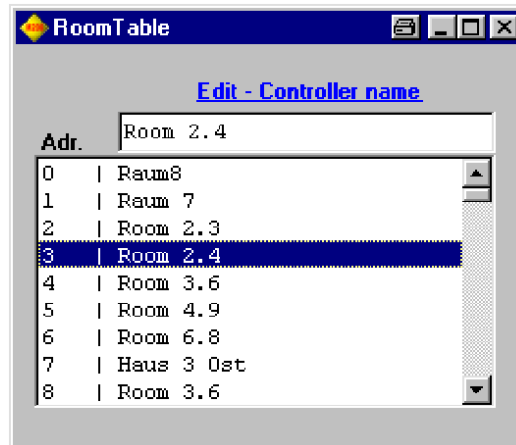 RoomTable
Edit - Controller name
Adr.
Room 2.4
0 | Raum8
1 | Raum 7
2 | Room 2.3
3 | Room 2.4
4 | Room 3.6
5 | Room 4.9
6 | Room 6.8
7 | Haus 3 Ost
8 | Room 3.6